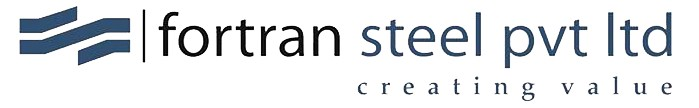 fortran steel pvt ltd
creating value